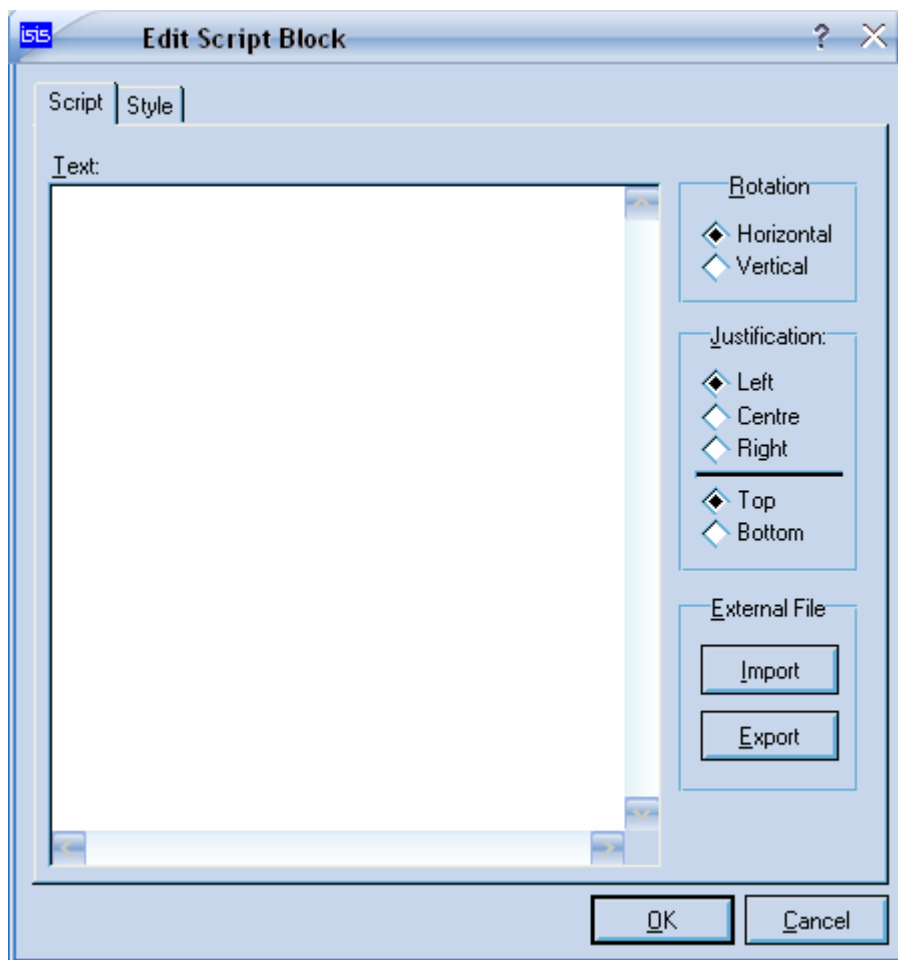 isis Edit Script Block ?
Script Style
Text:
Rotation
Horizontal
Vertical
Justification:
Left
Centre
Right
Top
Bottom
External File
Import
Export
OK Cancel